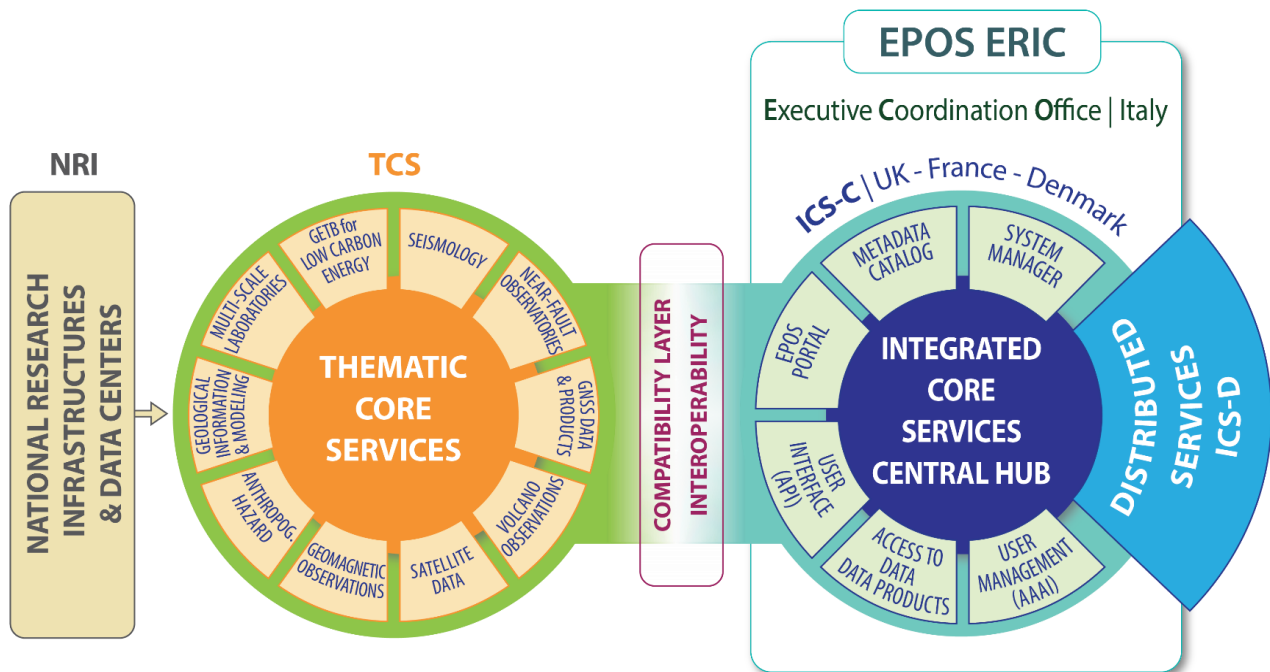 NRI
NATIONAL RESEARCH
INFRASTRUCTURES
& DATA CENTERS
TCS
GETB for
LOW CARBON
ENERGY
SEISMOLOGY
NEAR-FAULT
OBSERVATORIES
GNSS DATA
& PRODUCTS
VOLCANO
OBSERVATIONS
SATELLITE
DATA
GEOMAGNETIC
OBSERVATIONS
ANTHROPOG.
HAZARD
GEOLOGICAL
INFORMATION
& MODELING
MULTI-SCALE
LABORATORIES
THEMATIC
CORE
SERVICES
COMPATIBILITY LAYER
INTEROPERABILITY
EPOS ERIC
Executive Coordination Office | Italy
ICS-C | UK - France - Denmark
METADATA
CATALOG
SYSTEM
MANAGER
EPOS
PORTAL
USER
INTERFACE
(API)
ACCESS TO
DATA
DATA PRODUCTS
USER
MANAGEMENT
(AAAI)
INTEGRATED
CORE
SERVICES
CENTRAL HUB
DISTRIBUTED
SERVICES
ICS-D